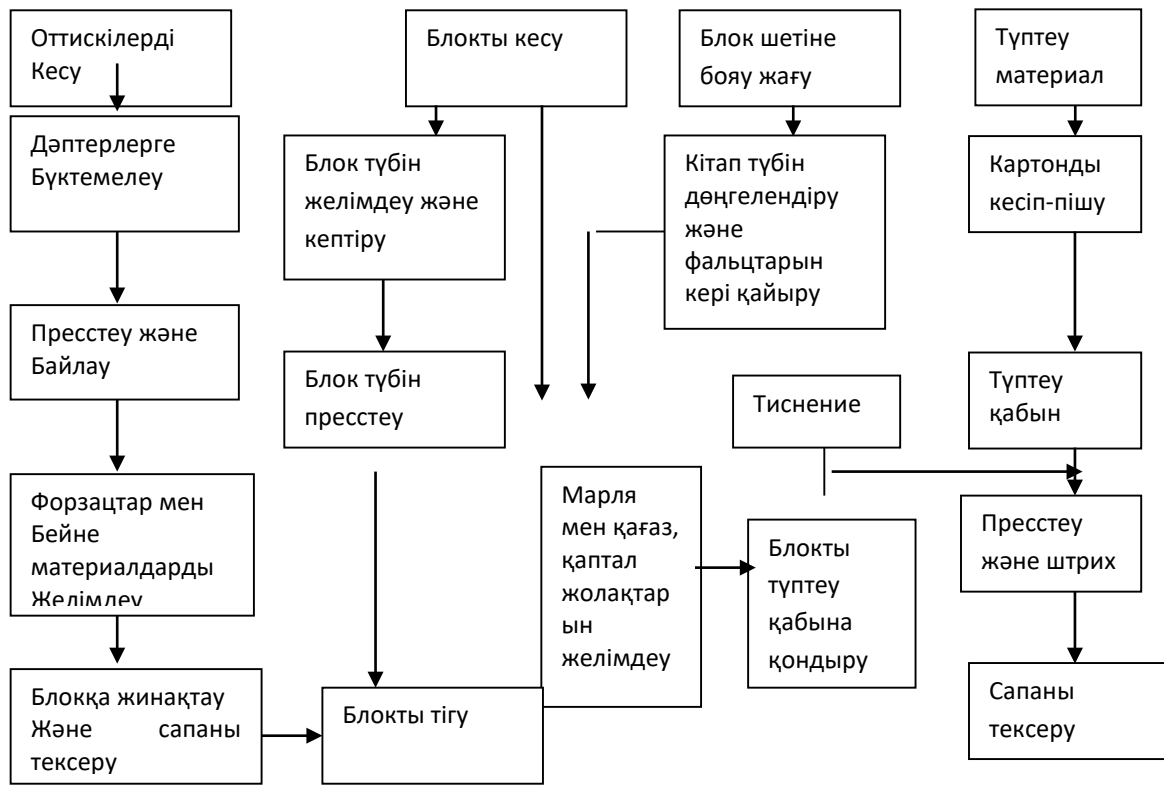 Оттискілерді
Кесу
Дәптерлерге
Бүктемелеу
Пресстеу және
Байлау
Форзацтар мен
Бейне
материалдарды
Желімдеу
Блокқа жинақтау
Және сапаны
тексеру
Блокты кесу
Блок түбін
желімдеу және
кептіру
Блок түбін
пресстеу
Блокты тігу
Блок шетіне
бояу жағу
Кітап түбін
дөңгелендіру
және
фальцтарын
кері қайыру
Марля
мен қағаз,
қаптал
жолақтар
ын
желімдеу
Тиснение
Блокты
түптеу
қабына
қондыру
Түптеу
материал
Картонды
кесіп-пішу
Түптеу
қабын
Пресстеу
және штрих
Сапаны
тексеру